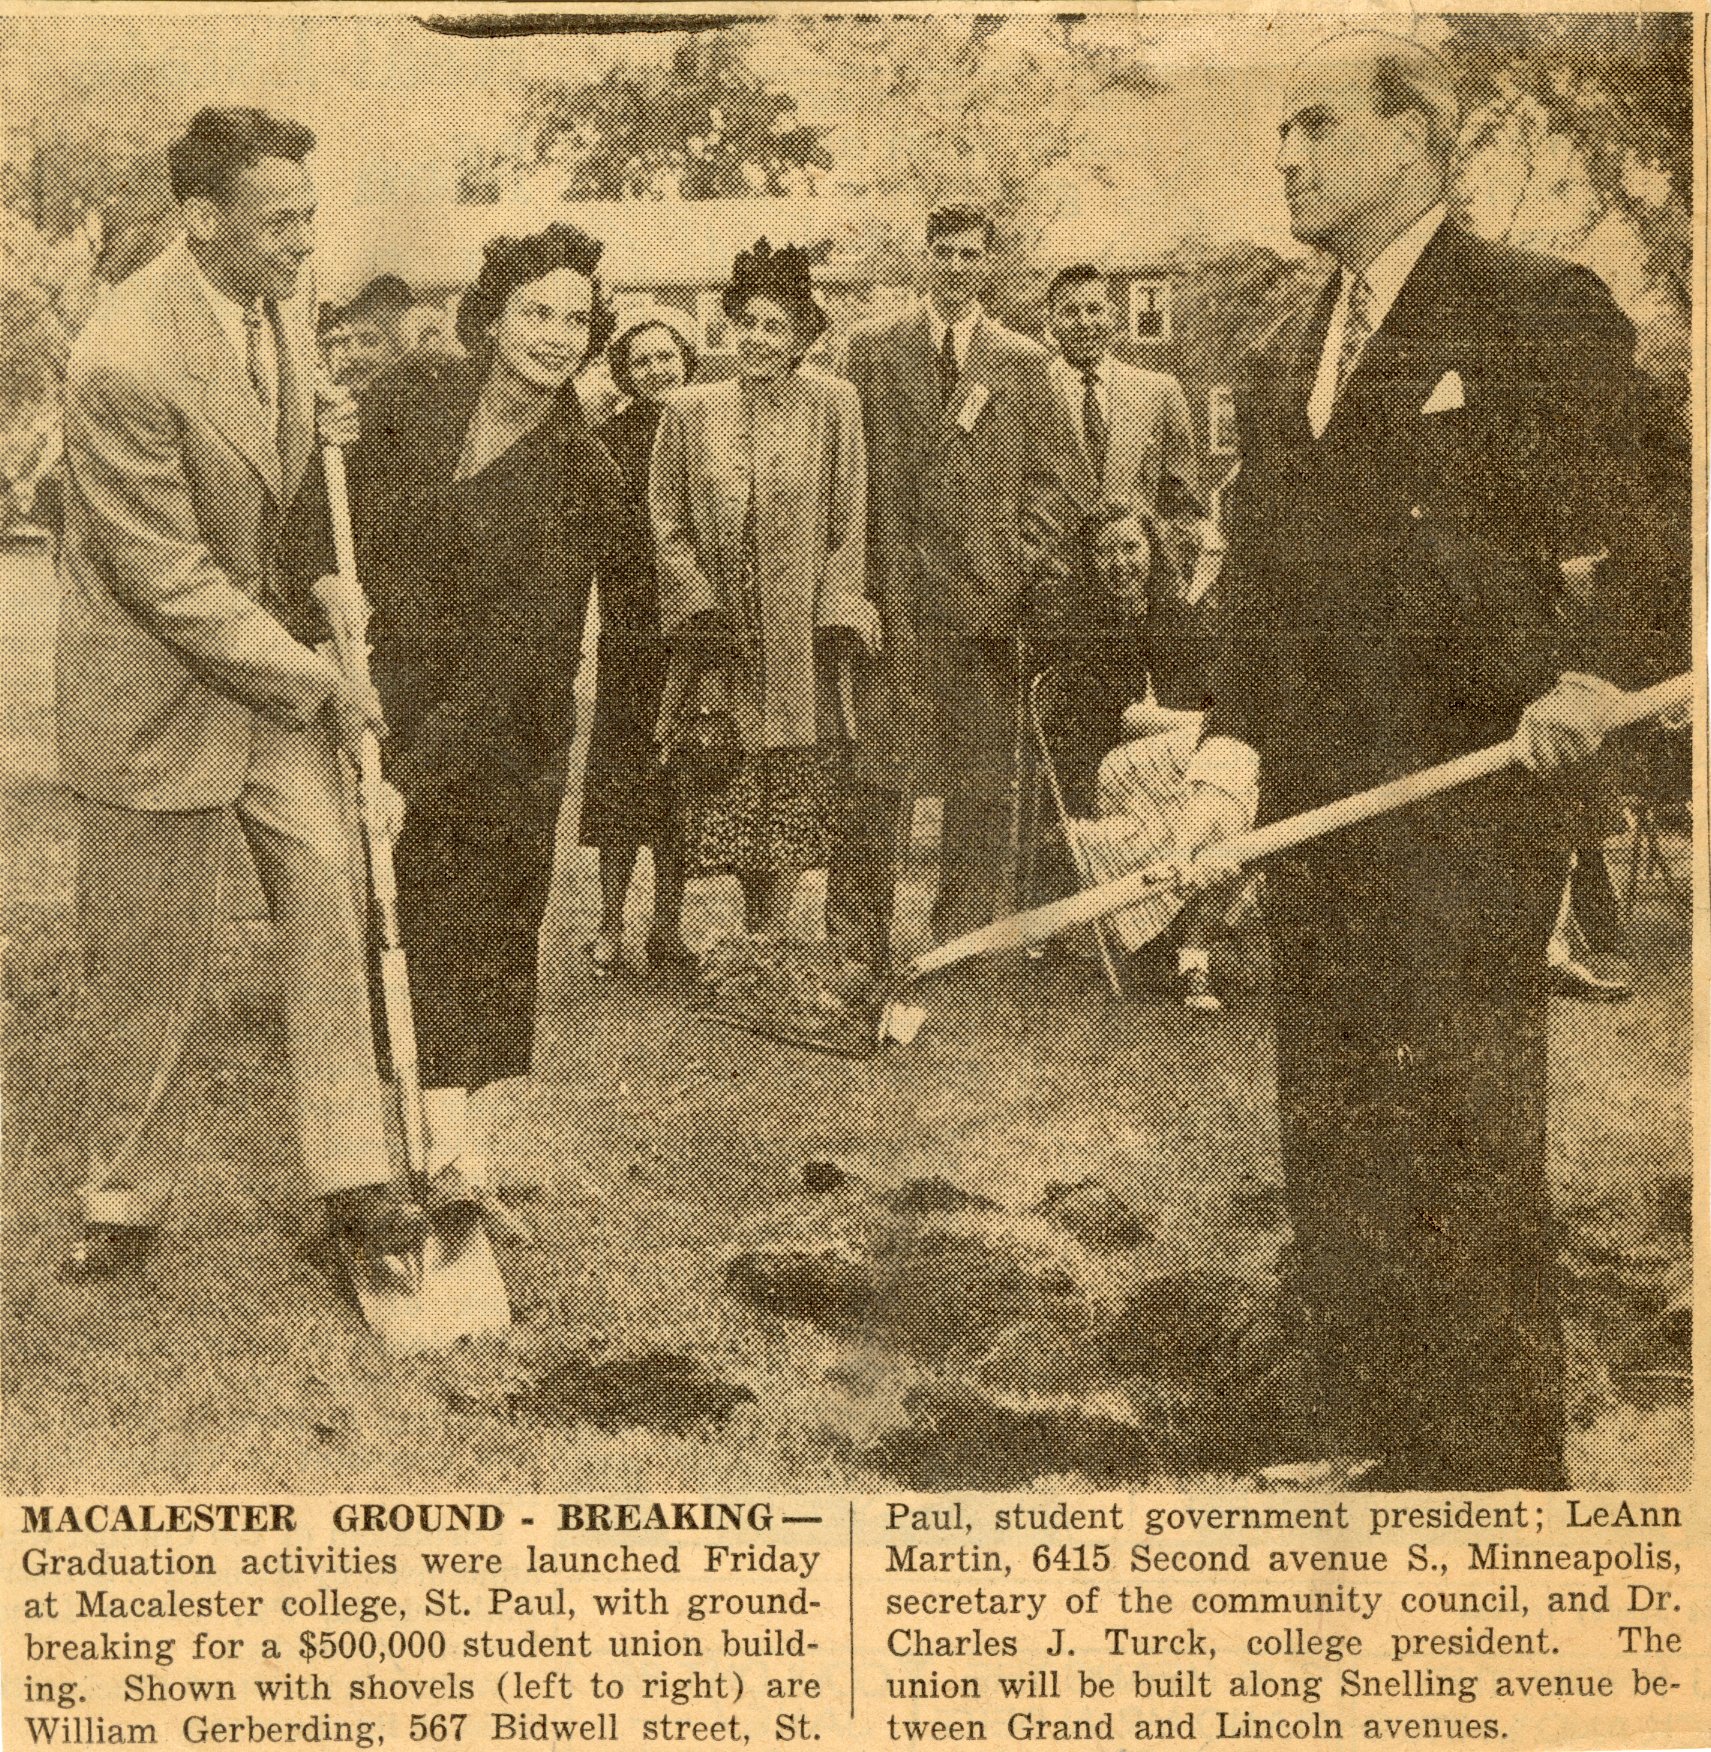 MACALESTER GROUND - BREAKING—
Graduation activities were launched Friday
at Macalester college, St. Paul, with ground-
breaking for a $500,000 student union build-
ing. Shown with shovels (left to right) are
William Gerberding, 567 Bidwell street, St.
Paul, student government president; LeAnn
Martin, 6415 Second avenue S., Minneapolis,
secretary of the community council, and Dr.
Charles J. Turck, college president. The
union will be built along Snelling avenue be-
tween Grand and Lincoln avenues.